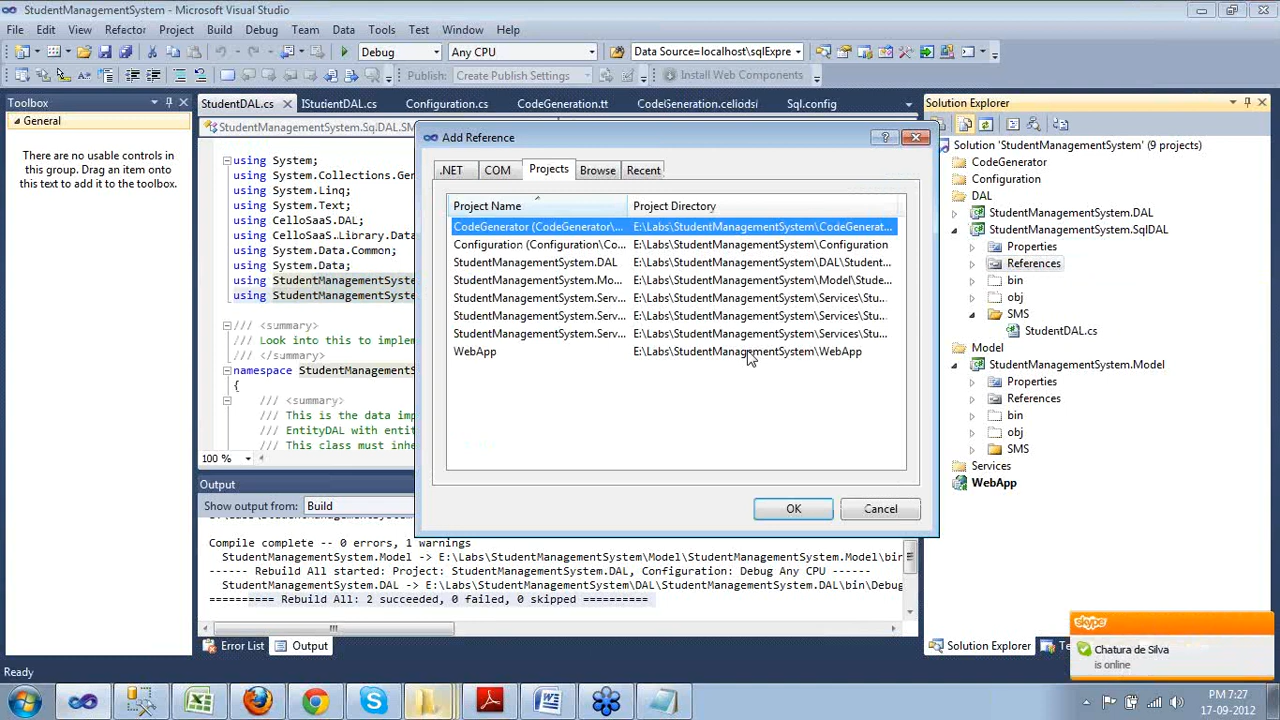 StudentManagementSystem - Microsoft Visual Studio
File Edit View Refactor Project Build Debug Team Data Tools Test Window Help
Debug Any CPU Data Source=localhost\sqlExpre
Publish: Create Publish Settings Install Web Components
Toolbox
General
There are no usable controls in
this group. Drag an item onto
this text to add it to the toolbox.
StudentDAL.cs IStudentDAL.cs Configuration.cs CodeGeneration.tt CodeGeneration.celiodsi Sql.config
StudentManagementSystem.SqlDAL.SM
using System;
using System.Collections.Gen
using System.Linq;
using System.Text;
using CelloSaaS.DAL;
using CelloSaaS.Library.Data
using System.Data.Common;
using System.Data;
using StudentManagementSyste
using StudentManagementSyste
/// <summary>
/// Look into this to implem
namespace StudentManagementS
{
/// <summary>
/// This is the data imp
/// EntityDAL with entit
/// This class must inhe
100 %
Add Reference
.NET COM Projects Browse Recent
Project Name Project Directory
CodeGenerator (CodeGenerator\... E:\Labs\StudentManagementSystem\CodeGenerat...
Configuration (Configuration\Co... E:\Labs\StudentManagementSystem\Configuration
StudentManagementSystem.DAL E:\Labs\StudentManagementSystem\DAL\Student...
StudentManagementSystem.Mo... E:\Labs\StudentManagementSystem\Model\Stude...
StudentManagementSystem.Serv... E:\Labs\StudentManagementSystem\Services\Stu...
StudentManagementSystem.Serv... E:\Labs\StudentManagementSystem\Services\Stu...
StudentManagementSystem.Serv... E:\Labs\StudentManagementSystem\Services\Stu...
WebApp E:\Labs\StudentManagementSystem\WebApp
OK Cancel
Output
Show output from: Build
Compile complete -- 0 errors, 1 warnings
StudentManagementSystem.Model -> E:\Labs\StudentManagementSystem\Model\StudentManagementSystem.Model\bin
------ Rebuild All started: Project: StudentManagementSystem.DAL, Configuration: Debug Any CPU ------
StudentManagementSystem.DAL -> E:\Labs\StudentManagementSystem\DAL\StudentManagementSystem.DAL\bin\Debug
========== Rebuild All: 2 succeeded, 0 failed, 0 skipped ==========
Error List Output
Solution Explorer
Solution 'StudentManagementSystem' (9 projects)
CodeGenerator
Configuration
DAL
StudentManagementSystem.DAL
StudentManagementSystem.SqlDAL
Properties
References
bin
obj
SMS
StudentDAL.cs
Model
StudentManagementSystem.Model
Properties
References
bin
obj
SMS
Services
WebApp
Solution Explorer
skype
Chatura de Silva
is online
Ready
PM 7:27
17-09-2012